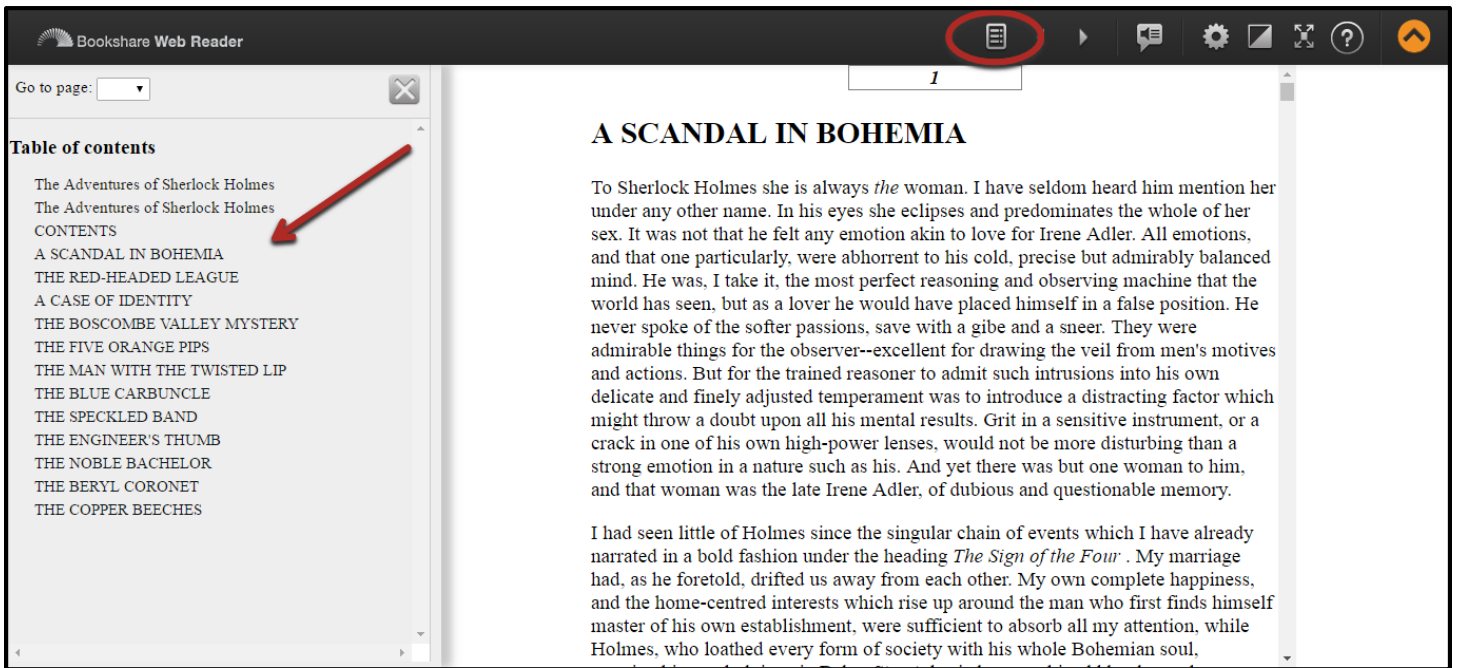 Bookshare Web Reader
?
Go to page:
Table of contents
The Adventures of Sherlock Holmes
The Adventures of Sherlock Holmes
CONTENTS
A SCANDAL IN BOHEMIA
THE RED-HEADED LEAGUE
A CASE OF IDENTITY
THE BOSCOMBE VALLEY MYSTERY
THE FIVE ORANGE PIPS
THE MAN WITH THE TWISTED LIP
THE BLUE CARBUNCLE
THE SPECKLED BAND
THE ENGINEER'S THUMB
THE NOBLE BACHELOR
THE BERYL CORONET
THE COPPER BEECHES
1
A SCANDAL IN BOHEMIA
To Sherlock Holmes she is always the woman. I have seldom heard him mention her
under any other name. In his eyes she eclipses and predominates the whole of her
sex. It was not that he felt any emotion akin to love for Irene Adler. All emotions,
and that one particularly, were abhorrent to his cold, precise but admirably balanced
mind. He was, I take it, the most perfect reasoning and observing machine that the
world has seen, but as a lover he would have placed himself in a false position. He
never spoke of the softer passions, save with a gibe and a sneer. They were
admirable things for the observer--excellent for drawing the veil from men's motives
and actions. But for the trained reasoner to admit such intrusions into his own
delicate and finely adjusted temperament was to introduce a distracting factor which
might throw a doubt upon all his mental results. Grit in a sensitive instrument, or a
crack in one of his own high-power lenses, would not be more disturbing than a
strong emotion in a nature such as his. And yet there was but one woman to him,
and that woman was the late Irene Adler, of dubious and questionable memory.
I had seen little of Holmes since the singular chain of events which I have already
narrated in a bold fashion under the heading The Sign of the Four . My marriage
had, as he foretold, drifted us away from each other. My own complete happiness,
and the home-centred interests which rise up around the man who first finds himself
master of his own establishment, were sufficient to absorb all my attention, while
Holmes, who loathed every form of society with his whole Bohemian soul,